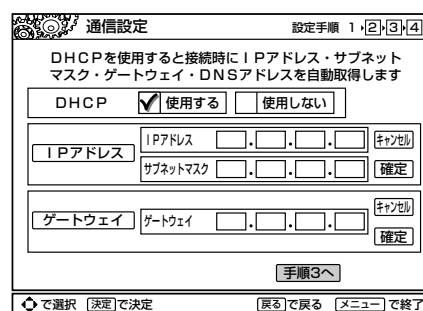 通信設定 設定手順 1 2 3 4
DHCPを使用すると接続時にIPアドレス・サブネット
マスク・ゲートウェイ・DNSアドレスを自動取得します
DHCP 使用する 使用しない
IPアドレス
IPアドレス . . . キャンセル
サブネットマスク . . . 確定
ゲートウェイ
ゲートウェイ . . . キャンセル
確定
手順3へ
で選択 決定で決定 戻るで戻る メニューで終了